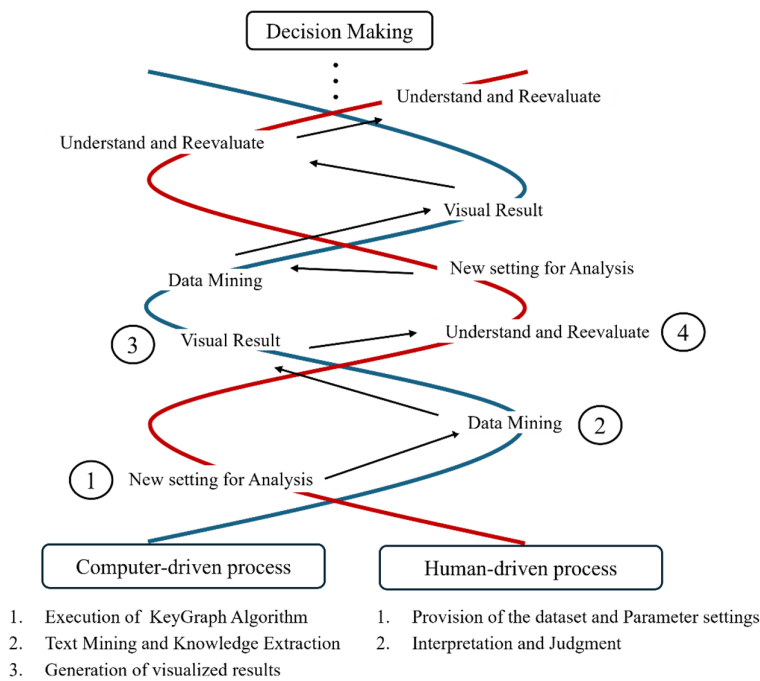 Decision Making
Understand and Reevaluate
Understand and Reevaluate
Visual Result
New setting for Analysis
Data Mining
3
Visual Result
Understand and Reevaluate
4
Data Mining
2
1
New setting for Analysis
Computer-driven process
Human-driven process
1. Execution of KeyGraph Algorithm
2. Text Mining and Knowledge Extraction
3. Generation of visualized results
1. Provision of the dataset and Parameter settings
2. Interpretation and Judgment